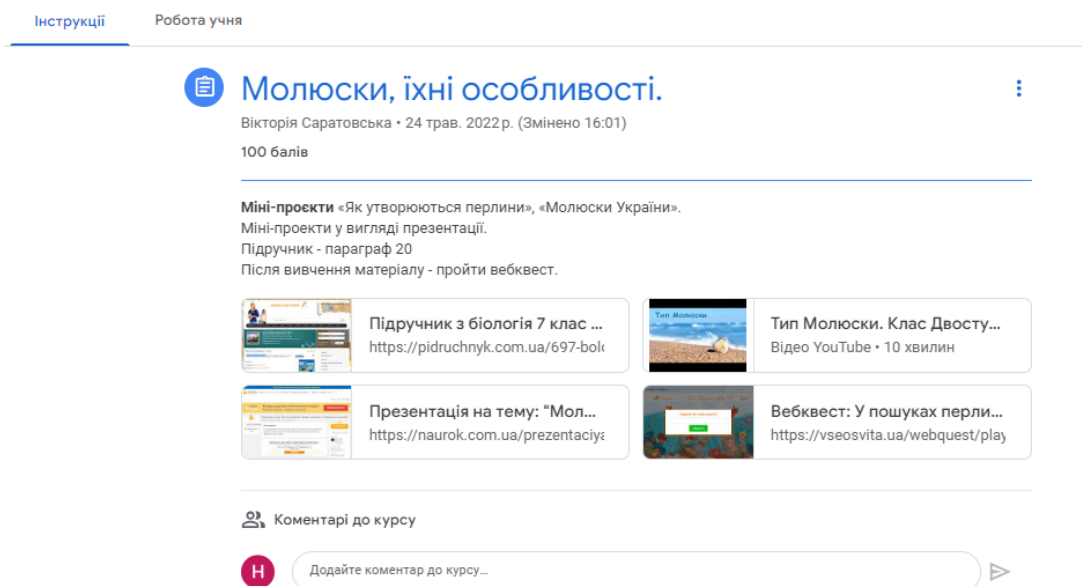 Інструкції
Робота учня
Молюски, їхні особливості.
Вікторія Саратовська • 24 трав. 2022 р. (Змінено 16:01)
100 балів
Міні-проєкти «Як утворюються перлини», «Молюски України».
Міні-проекти у вигляді презентації.
Підручник - параграф 20
Після вивчення матеріалу - пройти вебквест.
Підручник з біологія 7 клас ...
https://pidruchnyk.com.ua/697-bolo
Тип Молюски
Тип Молюски. Клас Двосту...
Відео YouTube • 10 хвилин
Презентація на тему: "Мол...
https://naurok.com.ua/prezentaciya
Вебквест: У пошуках перли...
https://vseosvita.ua/webquest/play
Коментарі до курсу
Н
Додайте коментар до курсу...